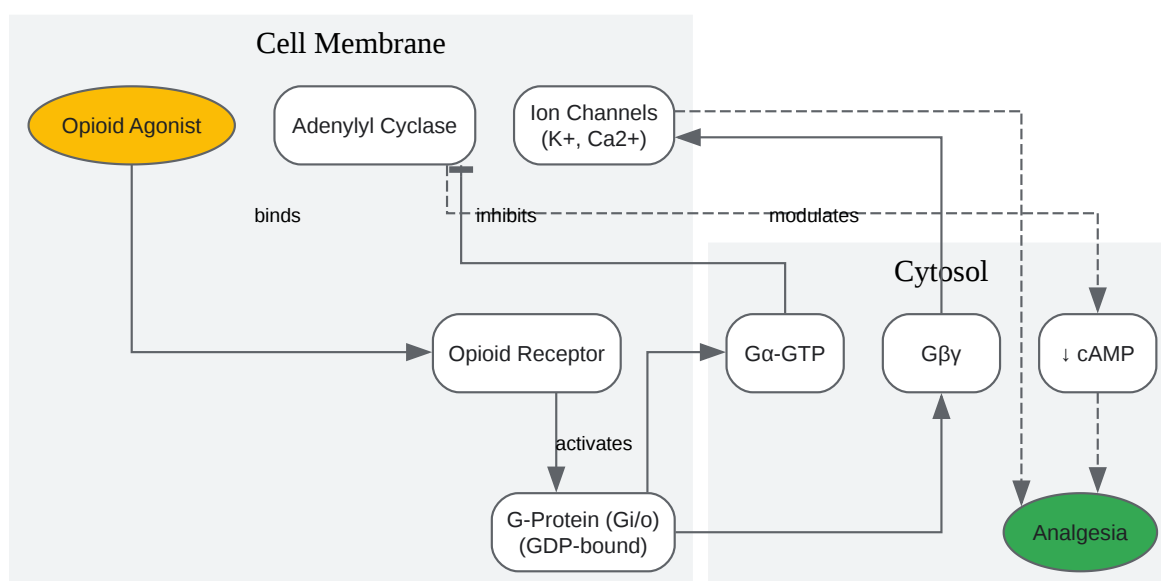 Cell Membrane
Opioid Agonist
Adenylyl Cyclase
Ion Channels
(K+, Ca2+)
binds
inhibits
modulates
Cytosol
Opioid Receptor
Gα-GTP
Gβγ
↓ cAMP
activates
G-Protein (Gi/o)
(GDP-bound)
Analgesia